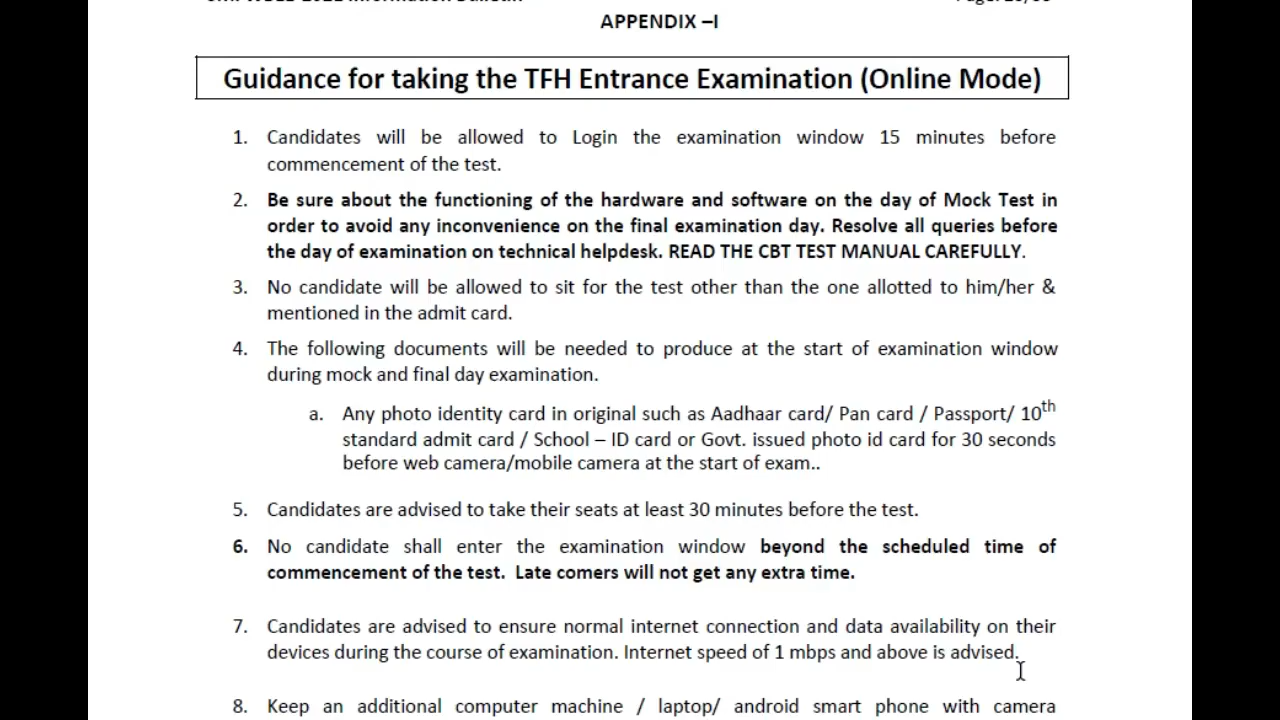 APPENDIX –I
Guidance for taking the TFH Entrance Examination (Online Mode)
1. Candidates will be allowed to Login the examination window 15 minutes before
commencement of the test.
2. Be sure about the functioning of the hardware and software on the day of Mock Test in
order to avoid any inconvenience on the final examination day. Resolve all queries before
the day of examination on technical helpdesk. READ THE CBT TEST MANUAL CAREFULLY.
3. No candidate will be allowed to sit for the test other than the one allotted to him/her &
mentioned in the admit card.
4. The following documents will be needed to produce at the start of examination window
during mock and final day examination.
a. Any photo identity card in original such as Aadhaar card/ Pan card / Passport/ 10th
standard admit card / School – ID card or Govt. issued photo id card for 30 seconds
before web camera/mobile camera at the start of exam..
5. Candidates are advised to take their seats at least 30 minutes before the test.
6. No candidate shall enter the examination window beyond the scheduled time of
commencement of the test. Late comers will not get any extra time.
7. Candidates are advised to ensure normal internet connection and data availability on their
devices during the course of examination. Internet speed of 1 mbps and above is advised.
8. Keep an additional computer machine / laptop/ android smart phone with camera